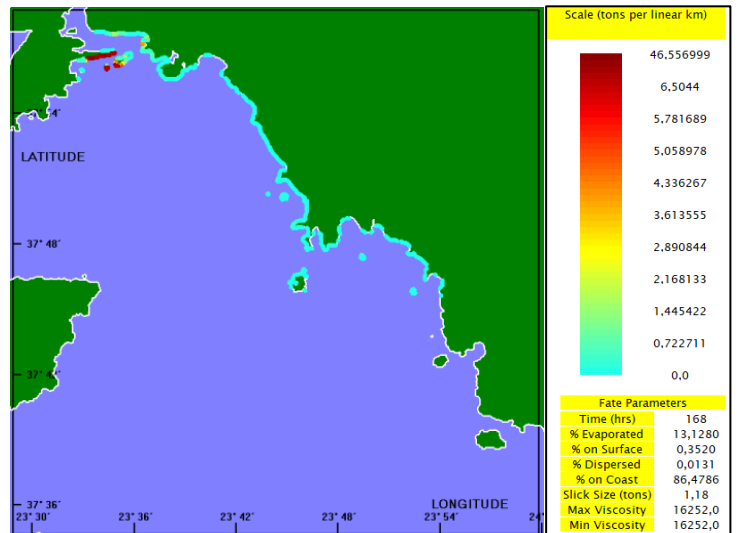 Scale (tons per linear km)
46,556999
6,5044
5,781689
5,058978
4,336267
3,613555
2,890844
2,168133
1,445422
0,722711
0,0
LATITUDE
37° 48'
37° 36'
LONGITUDE
23° 30' 23° 36' 23° 42' 23° 48' 23° 54' 24°
Fate Parameters
Time (hrs) 168
% Evaporated 13,1280
% on Surface 0,3520
% Dispersed 0,0131
% on Coast 86,4786
Slick Size (tons) 1,18
Max Viscosity 16252,0
Min Viscosity 16252,0